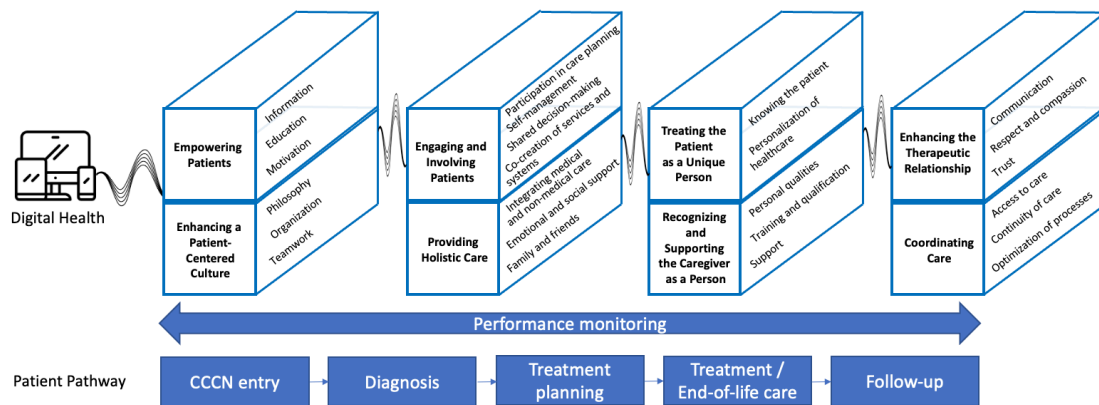 Digital Health
Empowering
Patients
Information
Education
Motivation
Enhancing a
Patient-
Centered
Culture
Philosophy
Organization
Teamwork
Engaging and
Involving
Patients
Participation in care planning
Self-management
Shared decision-making
Co-creation of services and
systems
Providing
Holistic Care
Integrating medical
and non-medical care
Emotional and social support
Family and friends
Treating the
Patient
as a Unique
Person
Knowing the patient
Personalization of
healthcare
Recognizing
and
Supporting
the Caregiver
as a Person
Personal qualities
Training and qualification
Support
Enhancing the
Therapeutic
Relationship
Communication
Respect and compassion
Trust
Coordinating
Care
Access to care
Continuity of care
Optimization of processes
Performance monitoring
Patient Pathway
CCCN entry
Diagnosis
Treatment
planning
Treatment /
End-of-life care
Follow-up